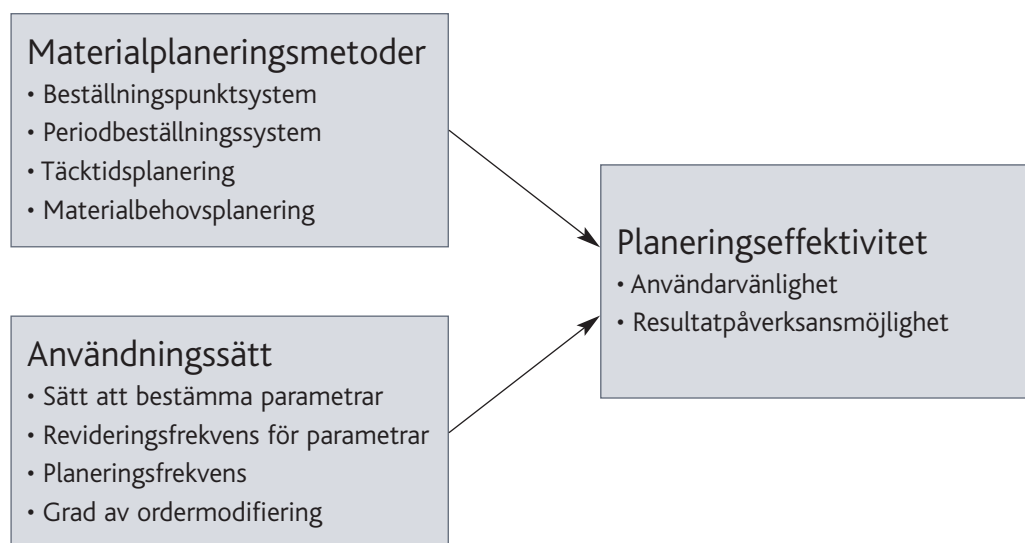 Materialplaneringsmetoder
• Beställningspunktsystem
• Periodbeställningssystem
• Täcktidsplanering
• Materialbehovsplanering
Användningssätt
• Sätt att bestämma parametrar
• Revideringsfrekvens för parametrar
• Planeringsfrekvens
• Grad av ordermodifiering
Planeringseffektivitet
• Användarvänlighet
• Resultatpåverksansmöjlighet